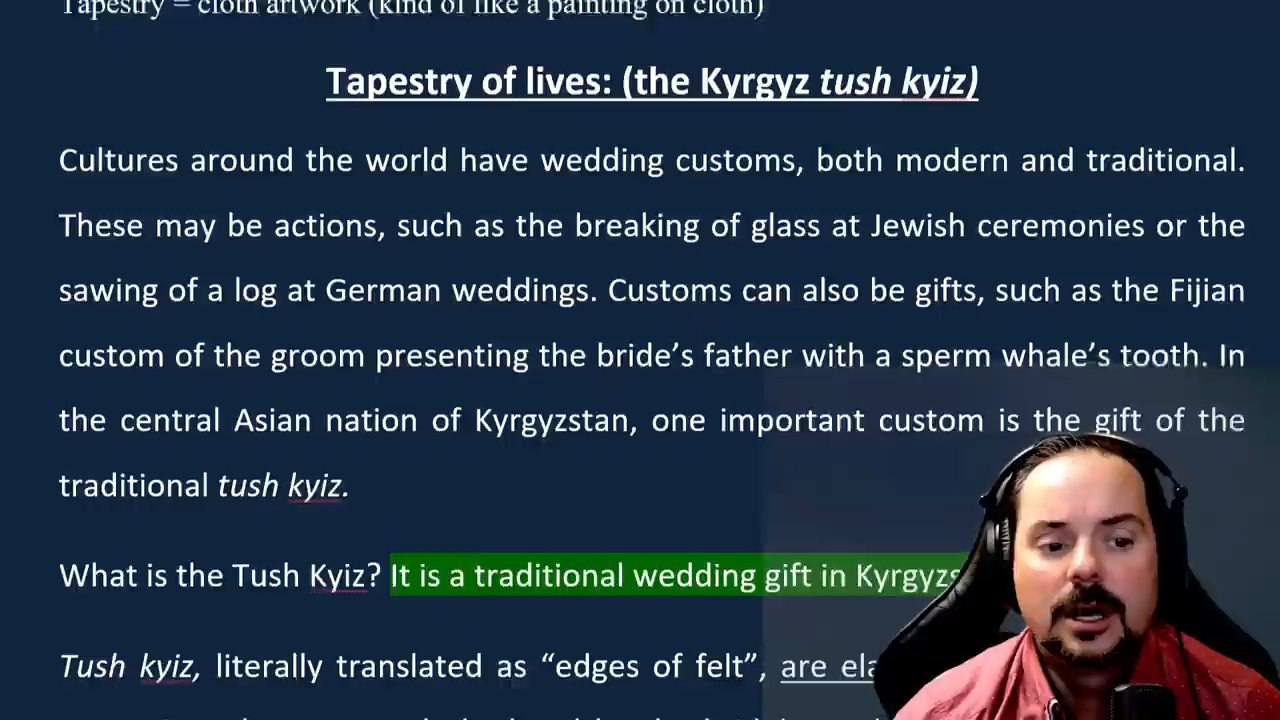 Tapestry = cloth artwork (kind of like a painting on cloth)
Tapestry of lives: (the Kyrgyz tush kyiz)
Cultures around the world have wedding customs, both modern and traditional.
These may be actions, such as the breaking of glass at Jewish ceremonies or the
sawing of a log at German weddings. Customs can also be gifts, such as the Fijian
custom of the groom presenting the bride’s father with a sperm whale’s tooth. In
the central Asian nation of Kyrgyzstan, one important custom is the gift of the
traditional tush kyiz.
What is the Tush Kyiz? It is a traditional wedding gift in
Tush kyiz, literally translated as “edges of felt”, are